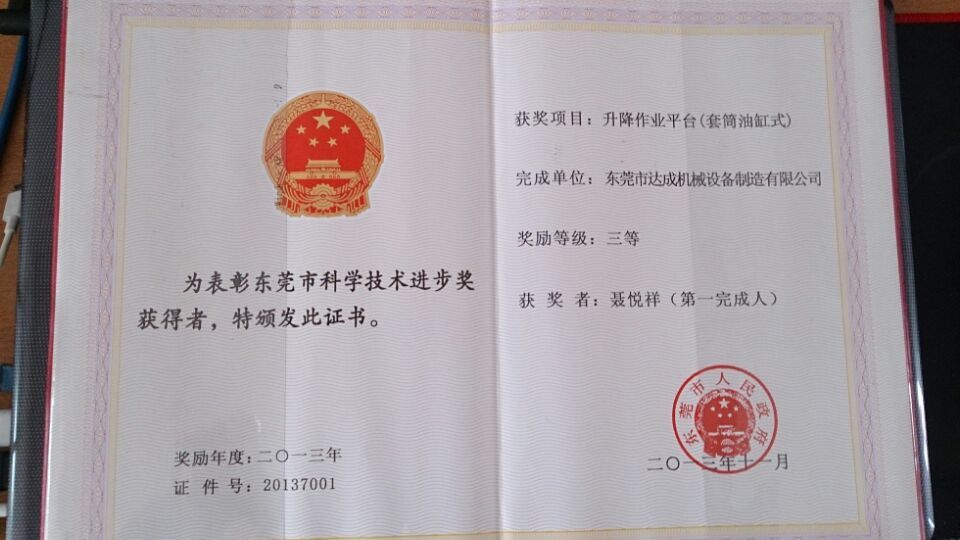 为表彰东莞市科学技术进步奖
获得者，特颁发此证书。
奖励年度：二〇一三年
证 件 号：20137001
获奖项目：升降作业平台(套筒油缸式)
完成单位：东莞市达成机械设备制造有限公司
奖励等级：三等
获 奖 者：聂悦祥（第一完成人）
东莞市人民政府
二〇一三年十一月